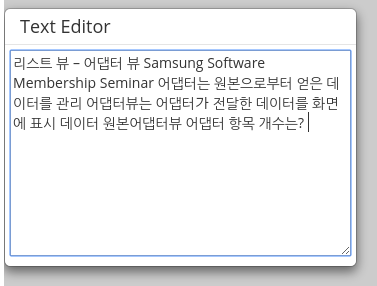 Text Editor
리스트 뷰 – 어댑터 뷰 Samsung Software
Membership Seminar 어댑터는 원본으로부터 얻은 데
이터를 관리 어댑터뷰는 어댑터가 전달한 데이터를 화면
에 표시 데이터 원본어댑터뷰 어댑터 항목 개수는?